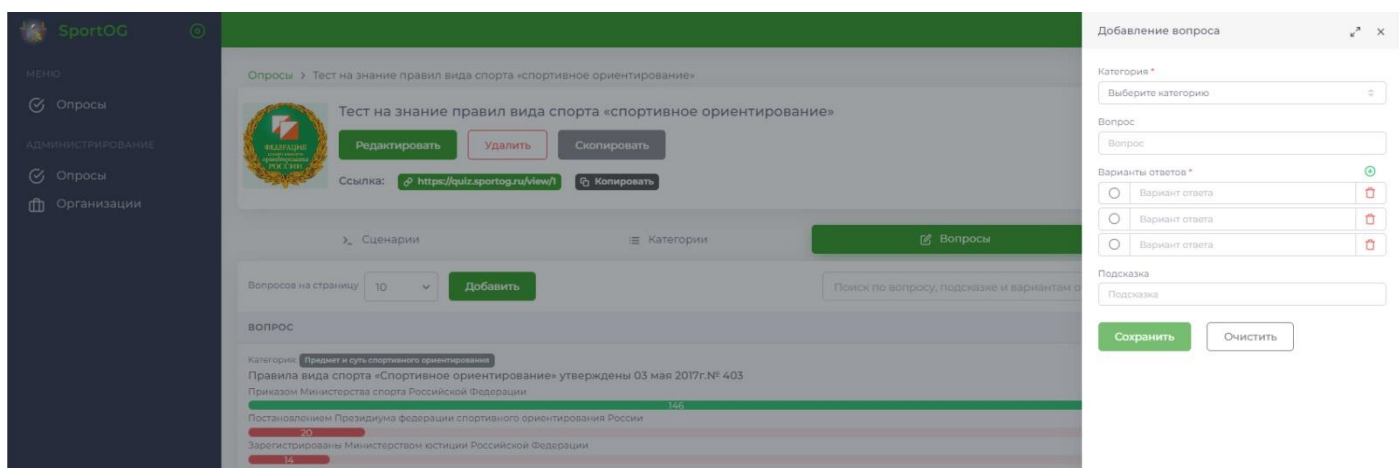 SportOG
МЕНЮ
Опросы
АДМИНИСТРИРОВАНИЕ
Опросы
Организации
Опросы > Тест на знание правил вида спорта «спортивное ориентирование»
ФЕДЕРАЦИЯ
спортивного
ориентирования
РОССИИ
Тест на знание правил вида спорта «спортивное ориентирование»
Редактировать Удалить Скопировать
Ссылка: https://quiz.sportog.ru/view/1 Копировать
Сценарии Категории Вопросы
Вопросов на страницу 10 Добавить Поиск по вопросу, подсказке и вариантам о
ВОПРОС
Категория: Предмет и суть спортивного ориентирования
Правила вида спорта «Спортивное ориентирование» утверждены 03 мая 2017г.№ 403
Приказом Министерства спорта Российской Федерации
146
Постановлением Президиума федерации спортивного ориентирования России
20
Зарегистрированы Министерством юстиции Российской Федерации
14
Добавление вопроса
Категория *
Выберите категорию
Вопрос
Вопрос
Варианты ответов *
Вариант ответа
Вариант ответа
Вариант ответа
Подсказка
Подсказка
Сохранить Очистить